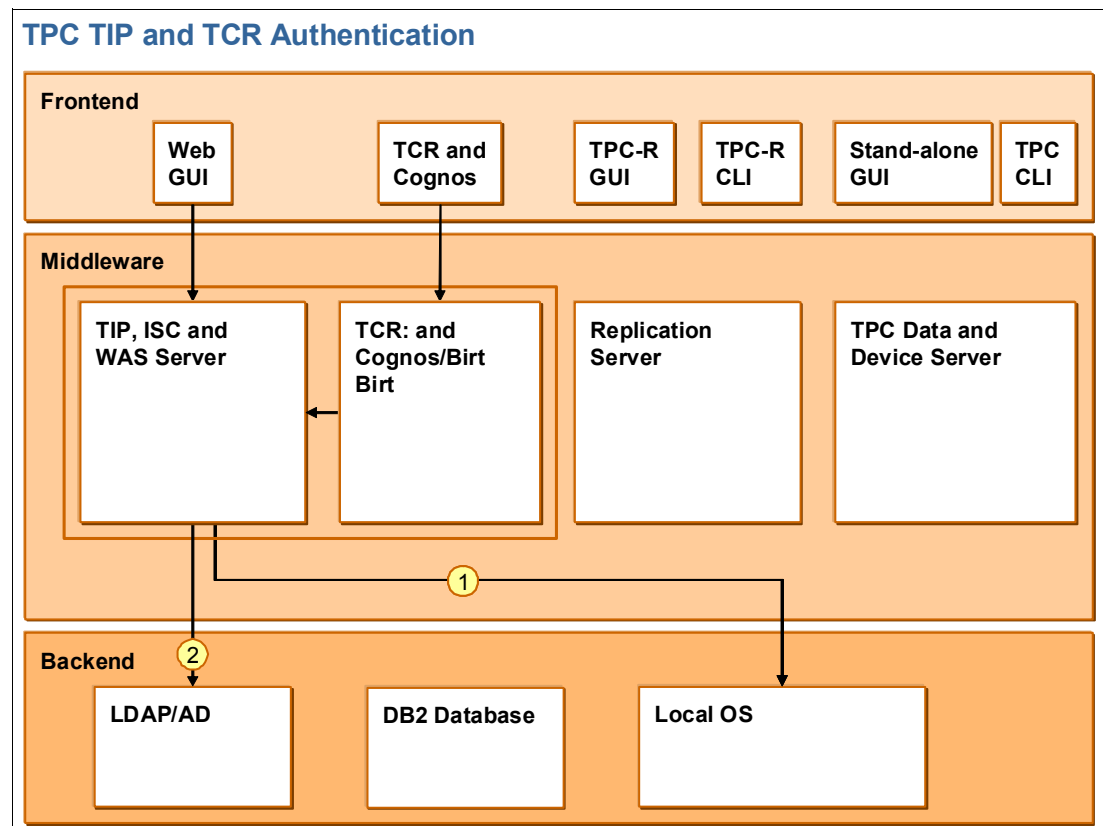 TPC TIP and TCR Authentication
Frontend
Web
GUI
TCR and
Cognos
TPC-R
GUI
TPC-R
CLI
Stand-alone
GUI
TPC
CLI
Middleware
TIP, ISC and
WAS Server
TCR: and
Cognos/Birt
Birt
Replication
Server
TPC Data and
Device Server
1
2
Backend
LDAP/AD
DB2 Database
Local OS